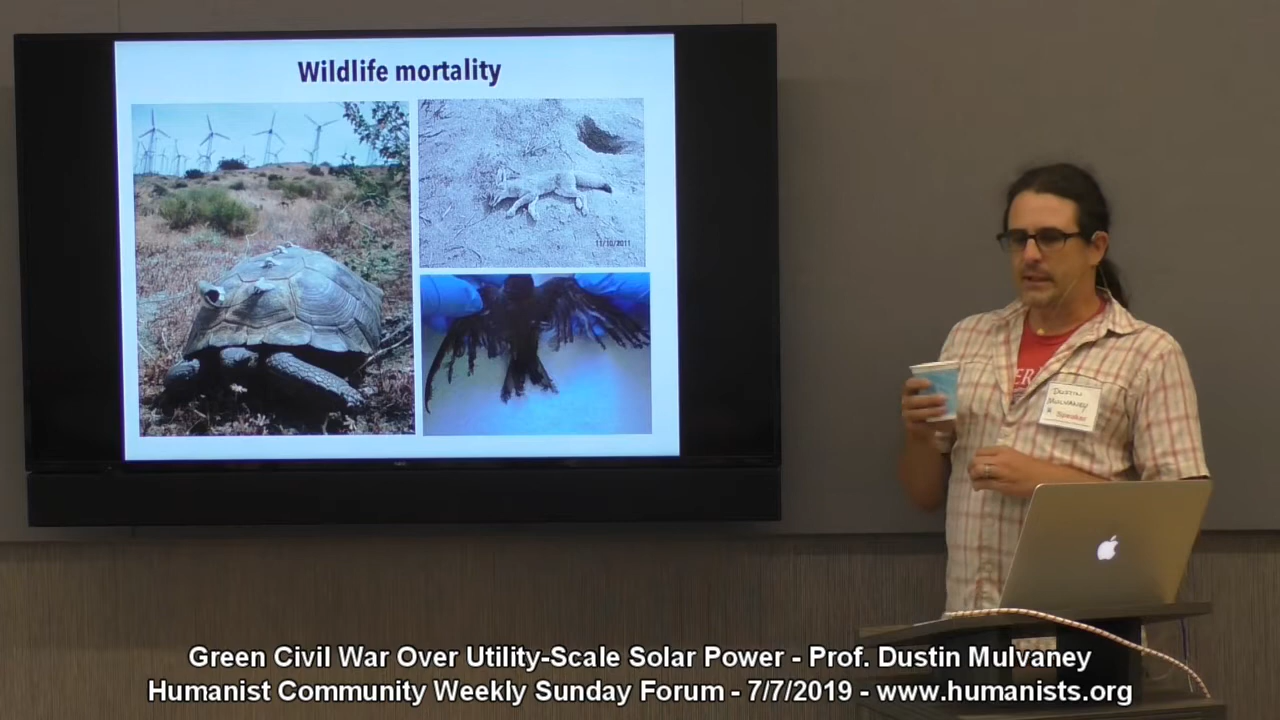 Wildlife mortality
11/10/2011
DUSTIN
MULVANEY
Speaker
Green Civil War Over Utility-Scale Solar Power - Prof. Dustin Mulvaney
Humanist Community Weekly Sunday Forum - 7/7/2019 - www.humanists.org